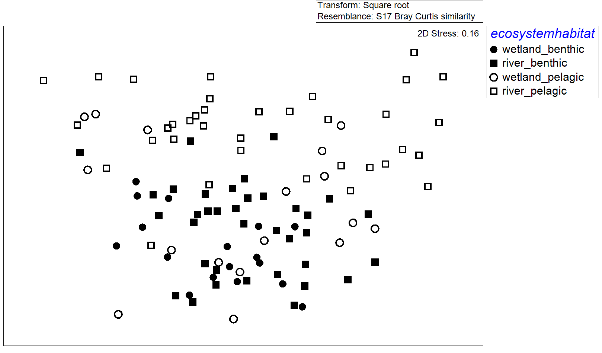 Transform: Square root
Resemblance: S17 Bray Curtis similarity
2D Stress: 0.16
ecosystemhabitat
wetland_benthic
river_benthic
wetland_pelagic
river_pelagic